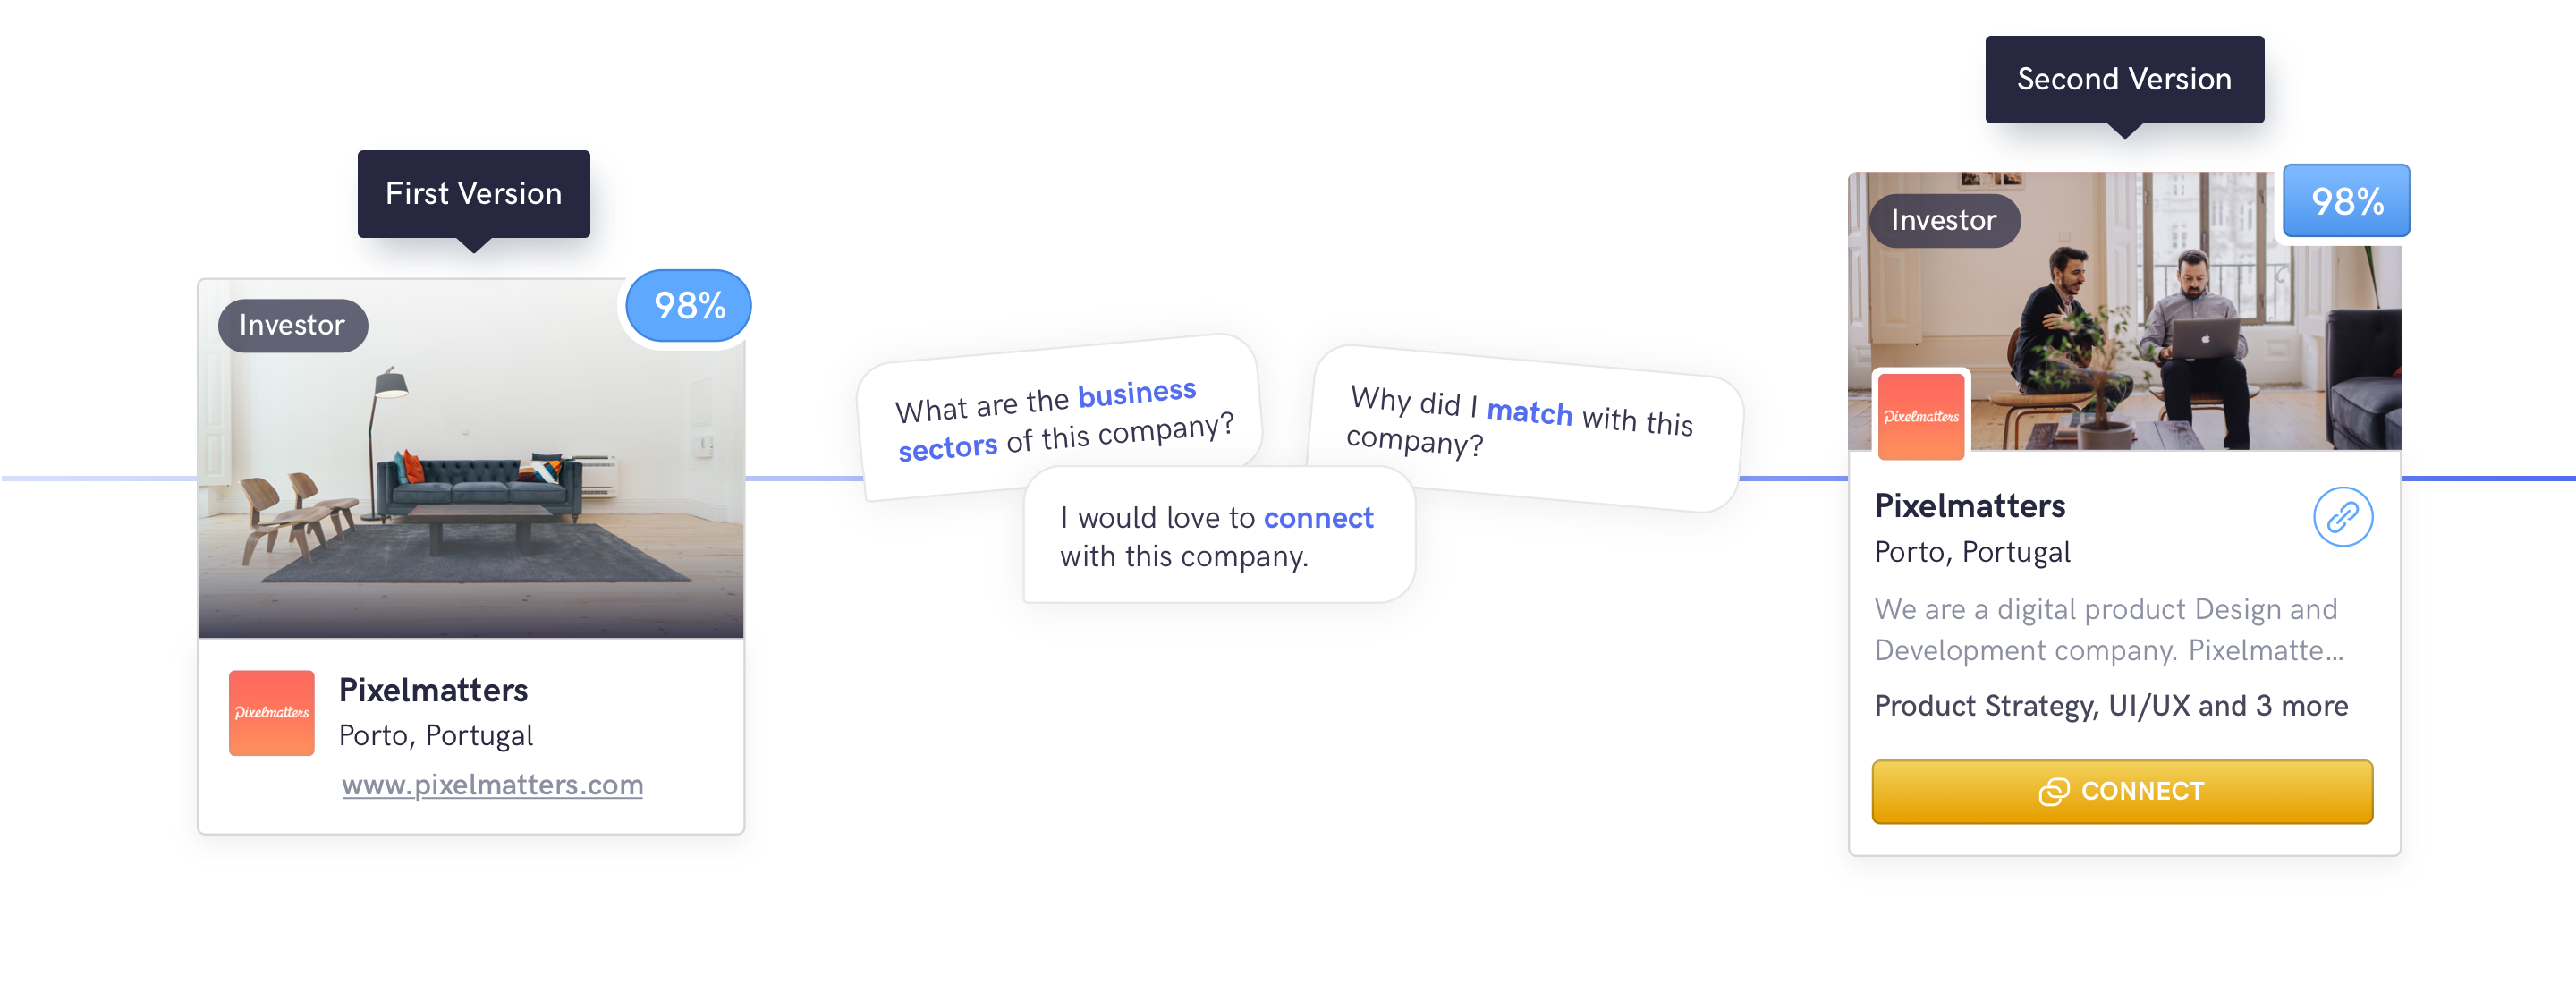 First Version
Investor
98%
Pixelmatters
Pixelmatters
Porto, Portugal
www.pixelmatters.com
What are the business
sectors of this company?
Why did I match with this
company?
I would love to connect
with this company.
Second Version
Investor
98%
Pixelmatters
Pixelmatters
Porto, Portugal
We are a digital product Design and
Development company. Pixelmatte...
Product Strategy, UI/UX and 3 more
CONNECT